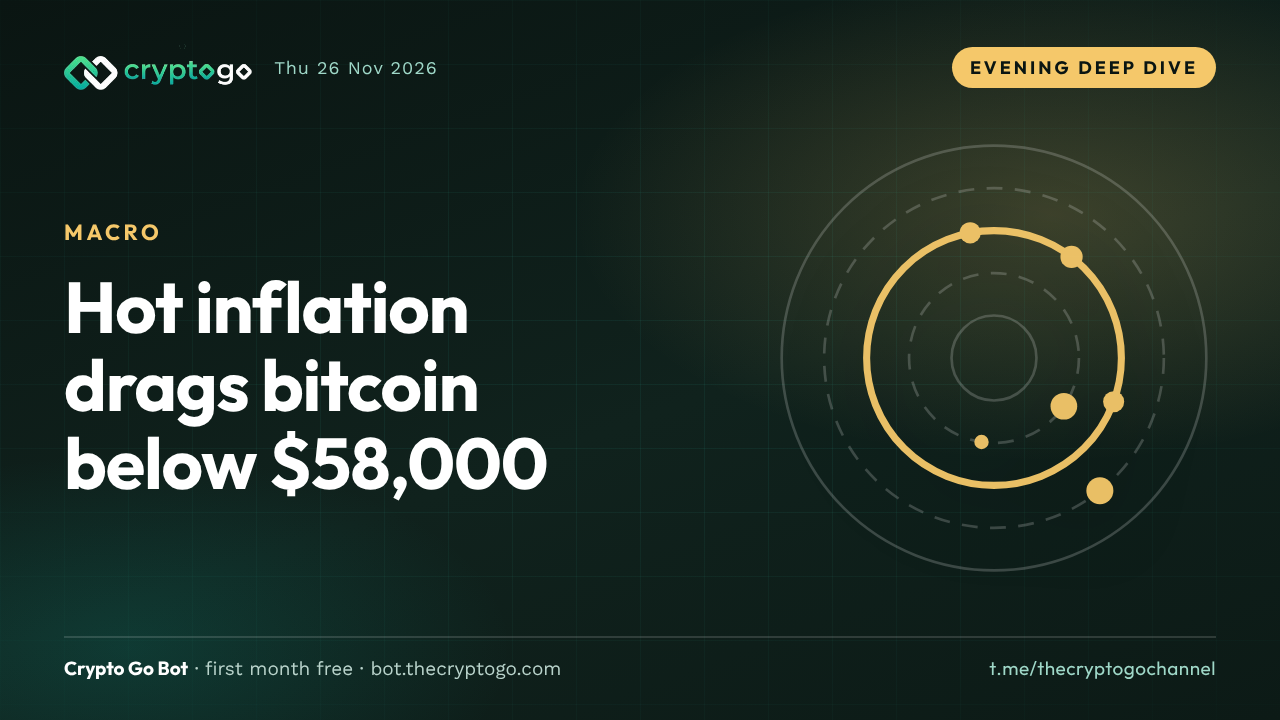 cryptogo
Thu 26 Nov 2026
EVENING DEEP DIVE
MACRO
Hot inflation
drags bitcoin
below $58,000
Crypto Go Bot · first month free · bot.thecryptogo.com
t.me/thecryptogochannel